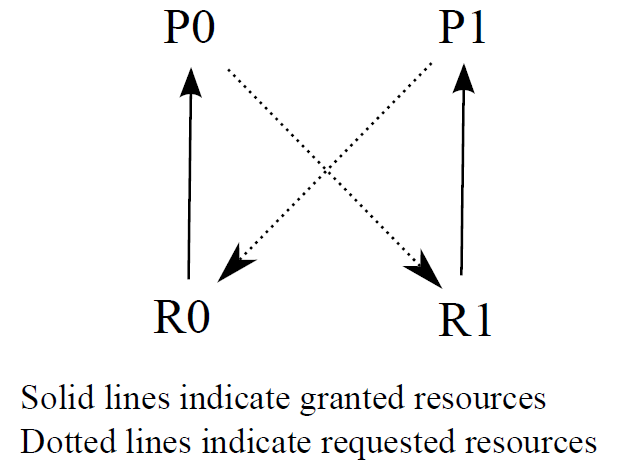 P0 P1
R0 R1
Solid lines indicate granted resources
Dotted lines indicate requested resources